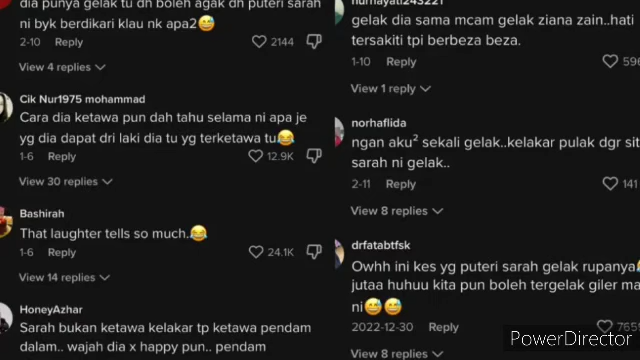 dia punya gelak tu dh boleh agak dh puteri sarah
ni byk berdikari klau nk apa2😅
2-10 Reply 2144
View 4 replies
Cik Nur1975 mohammad
Cara dia ketawa pun dah tahu selama ni apa je
yg dia dapat dri laki dia tu yg terketawa tu.😂
1-6 Reply 12.9K
View 30 replies
Bashirah
That laughter tells so much..😂
1-6 Reply 24.1K
View 14 replies
HoneyAzhar
Sarah bukan ketawa kelakar tp ketawa pendam
dalam.. wajah dia x happy pun.. pendam
nurhayati243221
gelak dia sama mcam gelak ziana zain..hati
tersakiti tpi berbeza beza.
1-10 Reply 596
View 1 reply
norhaflida
ngan aku² sekali gelak..kelakar pulak dgr sit
sarah ni gelak..
2-11 Reply 141
View 8 replies
drfatabtfsk
Owhh ini kes yg puteri sarah gelak rupanya
jutaa huhuu kita pun boleh tergelak giler ma
ni😅😅
2022-12-30 Reply 765
View 8 replies
PowerDirector